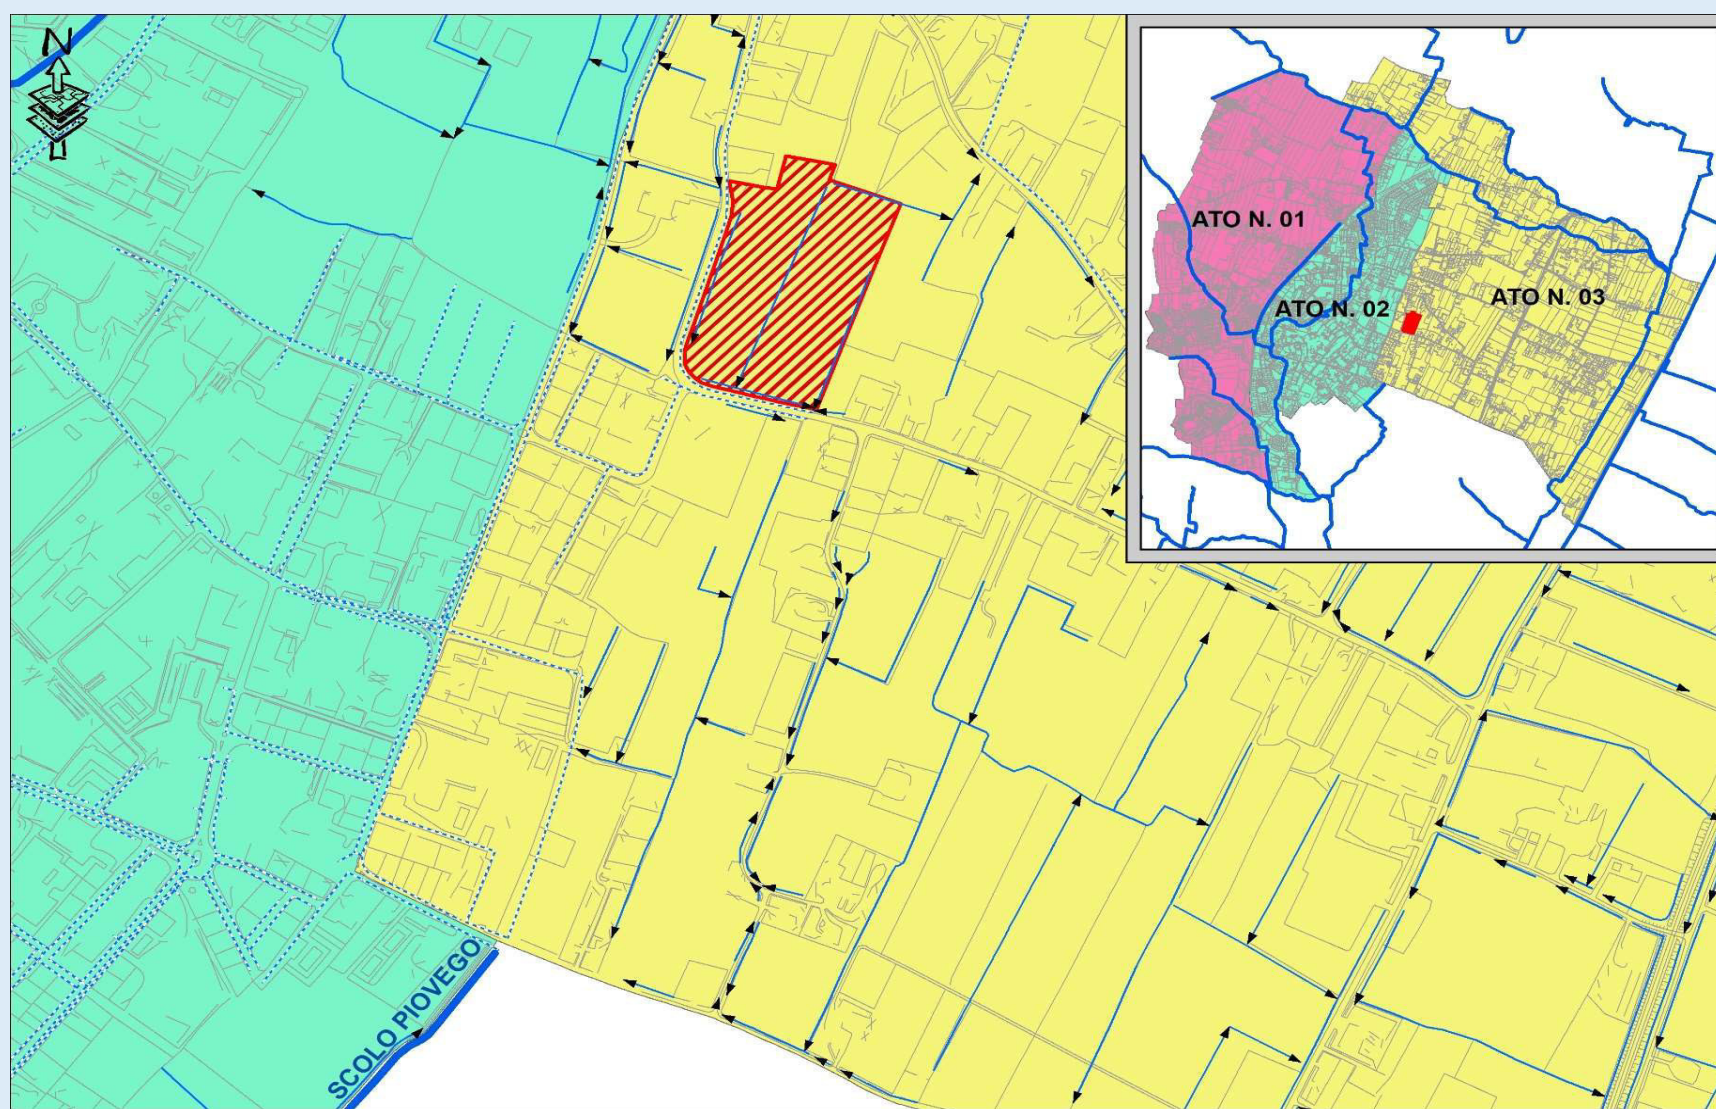 N
ATO N. 01
ATO N. 02
ATO N. 03
SCOLO PIOVEGO